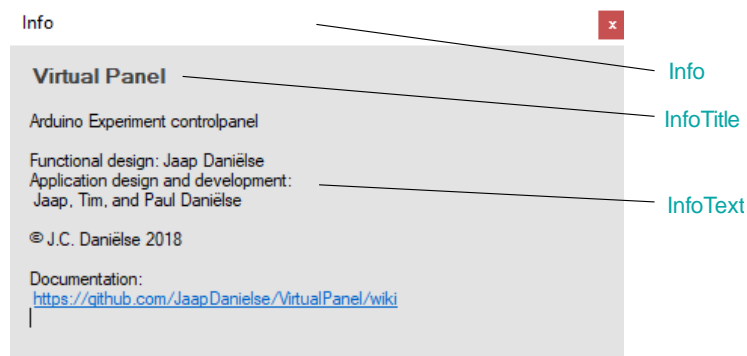 Info
x
Info
Virtual Panel
InfoTitle
Arduino Experiment controlpanel
Functional design: Jaap Daniëlse
Application design and development:
Jaap, Tim, and Paul Daniëlse
InfoText
© J.C. Daniëlse 2018
Documentation:
https://github.com/JaapDanielse/VirtualPanel/wiki